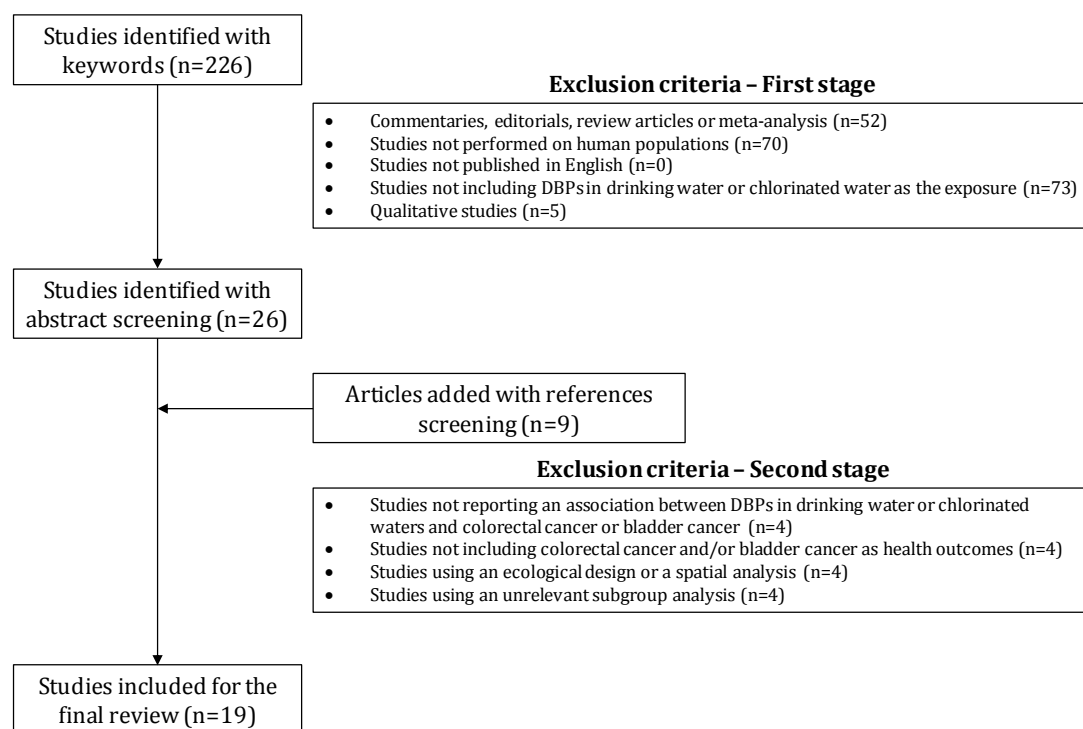 Studies identified with
keywords (n=226)
Exclusion criteria – First stage
• Commentaries, editorials, review articles or meta-analysis (n=52)
• Studies not performed on human populations (n=70)
• Studies not published in English (n=0)
• Studies not including DBPs in drinking water or chlorinated water as the exposure (n=73)
• Qualitative studies (n=5)
Studies identified with
abstract screening (n=26)
Articles added with references
screening (n=9)
Exclusion criteria – Second stage
• Studies not reporting an association between DBPs in drinking water or chlorinated
waters and colorectal cancer or bladder cancer (n=4)
• Studies not including colorectal cancer and/or bladder cancer as health outcomes (n=4)
• Studies using an ecological design or a spatial analysis (n=4)
• Studies using an unrelevant subgroup analysis (n=4)
Studies included for the
final review (n=19)